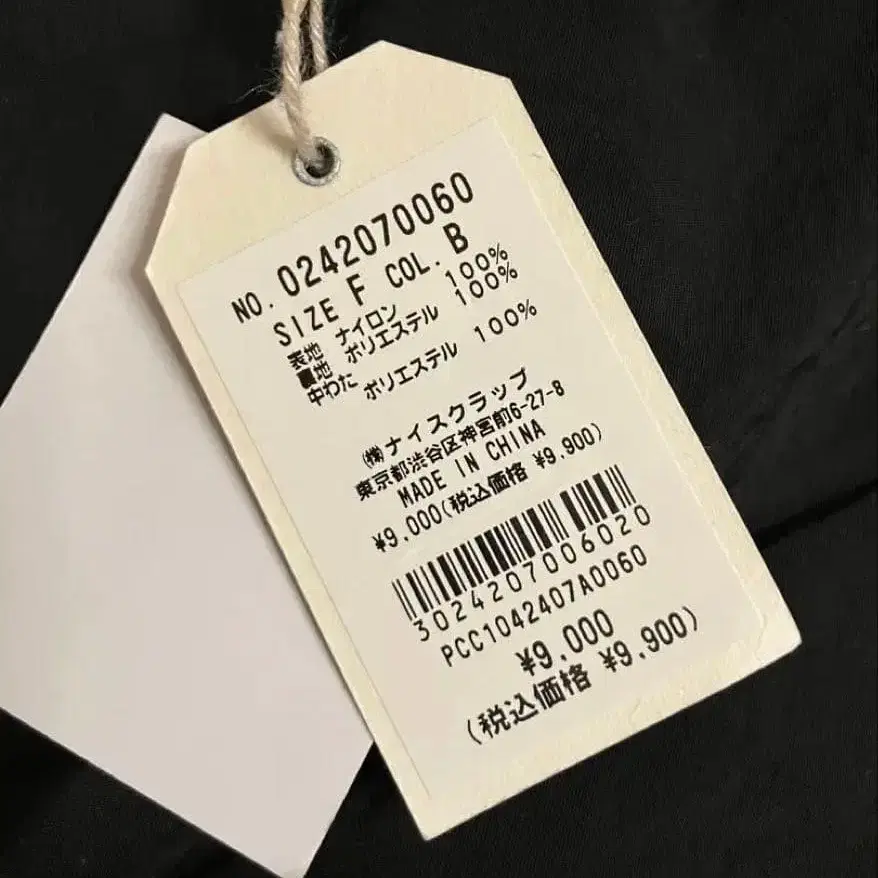 NO. 0242070060
SIZE F COL. B
表地 ナイロン 100%
裏地 ポリエステル 100%
中わた ポリエステル 100%
㈱ナイスクラップ
東京都渋谷区神宮前6-27-8
MADE IN CHINA
¥9,000(税込価格 ¥9,900)
3024207006020
PCC1042407A0060
¥9,000
(税込価格 ¥9,900)